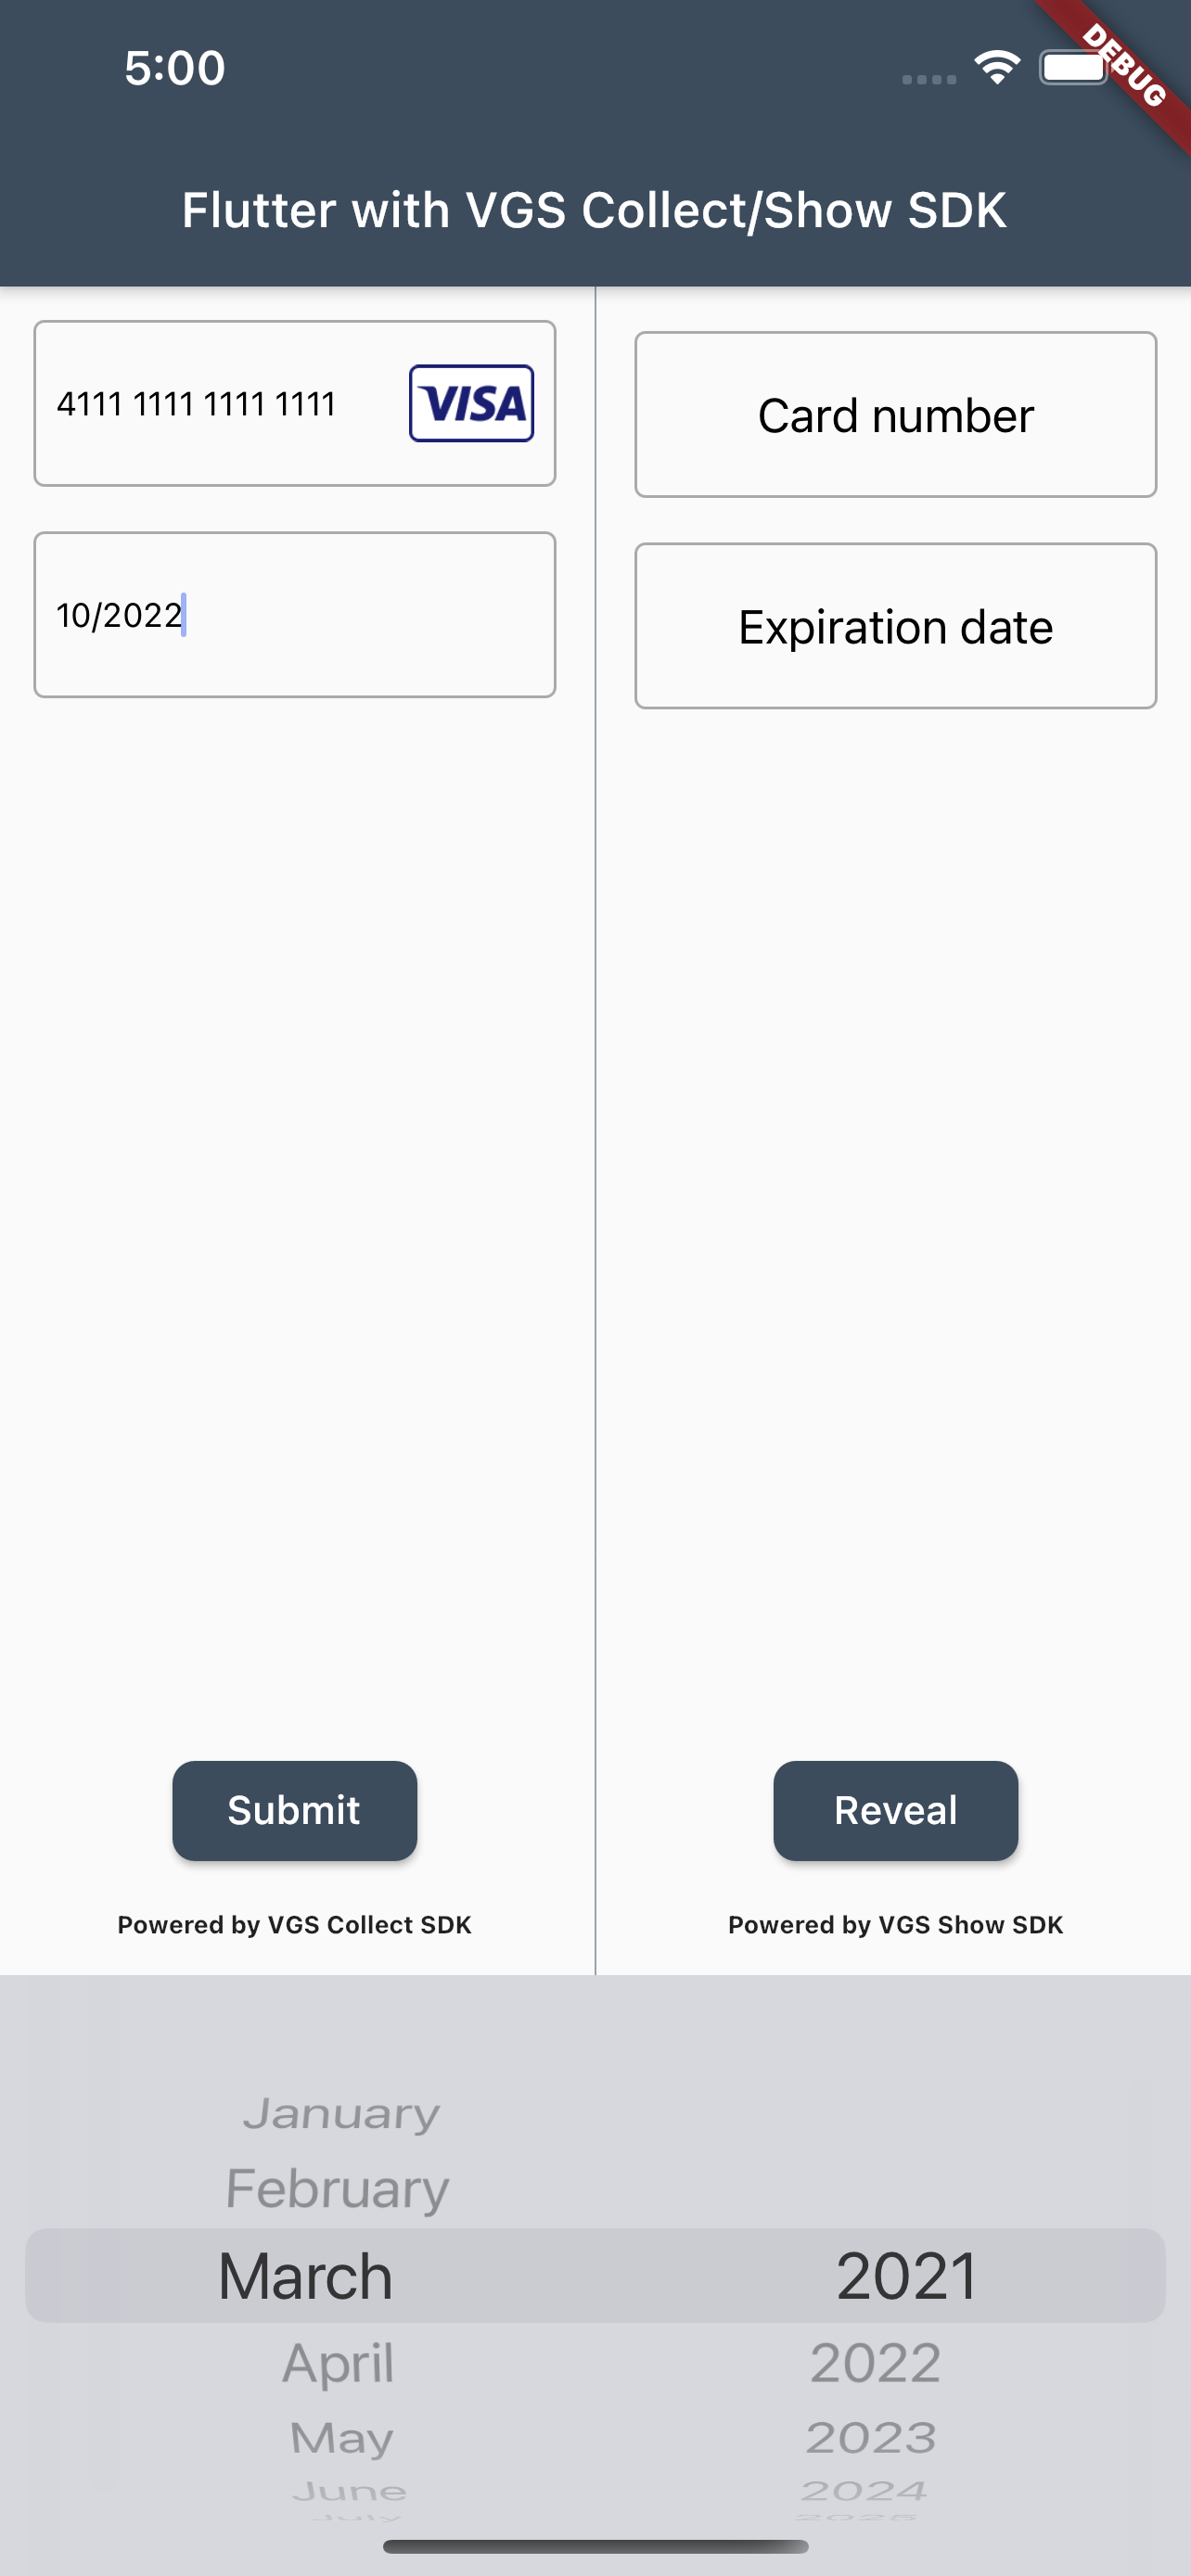 5:00
DEBUG
Flutter with VGS Collect/Show SDK
4111 1111 1111 1111
VISA
10/2022
Card number
Expiration date
Submit
Reveal
Powered by VGS Collect SDK
Powered by VGS Show SDK
January
February
March 2021
April 2022
May 2023
June 2024
July 2025